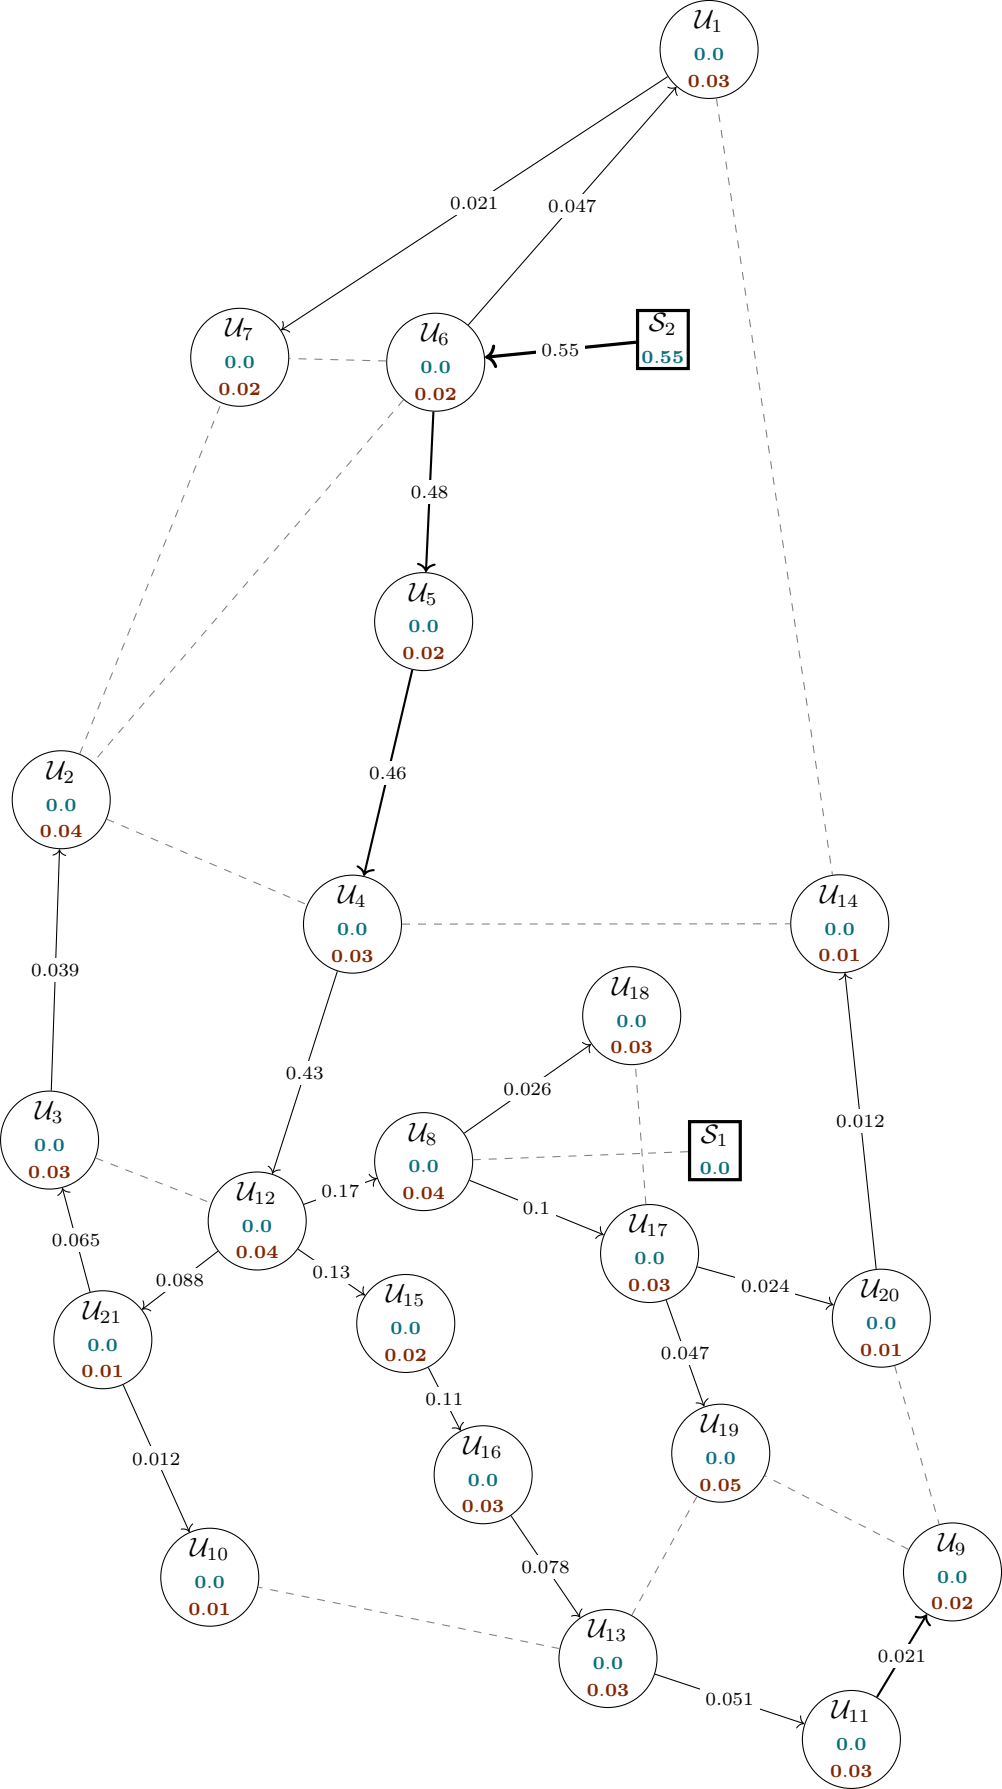 𝒰₁
0.0
0.03
0.021
0.047
𝒰₇
0.0
0.02
𝒰₆
0.0
0.02
0.55
𝒮₂
0.55
0.48
𝒰₅
0.0
0.02
0.46
𝒰₂
0.0
0.04
𝒰₄
0.0
0.03
𝒰₁₄
0.0
0.01
0.039
𝒰₁₈
0.0
0.03
0.43
0.026
0.012
𝒰₃
0.0
0.03
𝒰₈
0.0
0.04
𝒮₁
0.0
𝒰₁₂
0.0
0.04
0.17
0.1
𝒰₁₇
0.0
0.03
0.065
0.088
0.13
0.024
𝒰₂₁
0.0
0.01
𝒰₁₅
0.0
0.02
𝒰₂₀
0.0
0.01
0.047
0.11
𝒰₁₉
0.0
0.05
0.012
𝒰₁₆
0.0
0.03
𝒰₁₀
0.0
0.01
0.078
𝒰₉
0.0
0.02
𝒰₁₃
0.0
0.03
0.021
0.051
𝒰₁₁
0.0
0.03